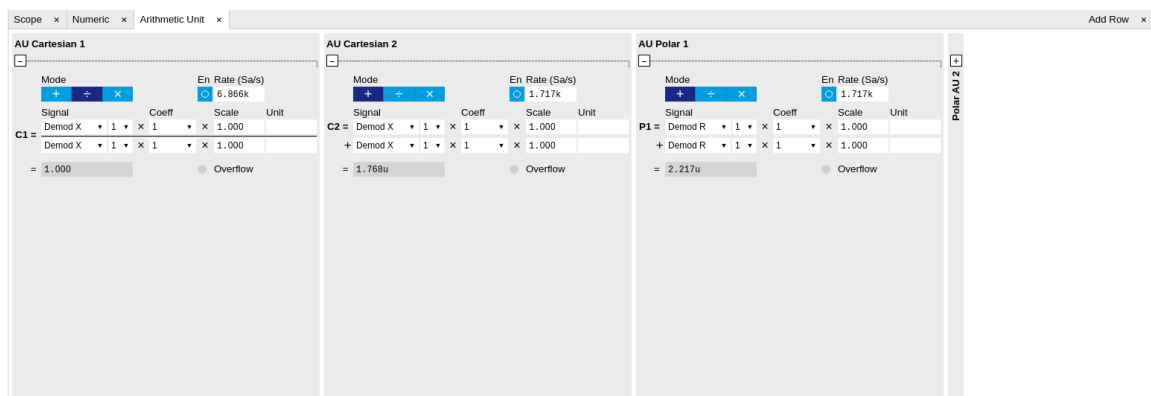 Scope × Numeric × Arithmetic Unit × Add Row ×
AU Cartesian 1
−
Mode En Rate (Sa/s)
+ ÷ × 6.866k
Signal Coeff Scale Unit
C1 = Demod X ▾ 1 ▾ × 1 ▾ × 1.000
Demod X ▾ 1 ▾ × 1 ▾ × 1.000
= 1.000 Overflow
AU Cartesian 2
−
Mode En Rate (Sa/s)
+ ÷ × 1.717k
Signal Coeff Scale Unit
C2 = Demod X ▾ 1 ▾ × 1 ▾ × 1.000
+ Demod X ▾ 1 ▾ × 1 ▾ × 1.000
= 1.768u Overflow
AU Polar 1
−
Mode En Rate (Sa/s)
+ ÷ × 1.717k
Signal Coeff Scale Unit
P1 = Demod R ▾ 1 ▾ × 1 ▾ × 1.000
+ Demod R ▾ 1 ▾ × 1 ▾ × 1.000
= 2.217u Overflow
+
Polar AU 2